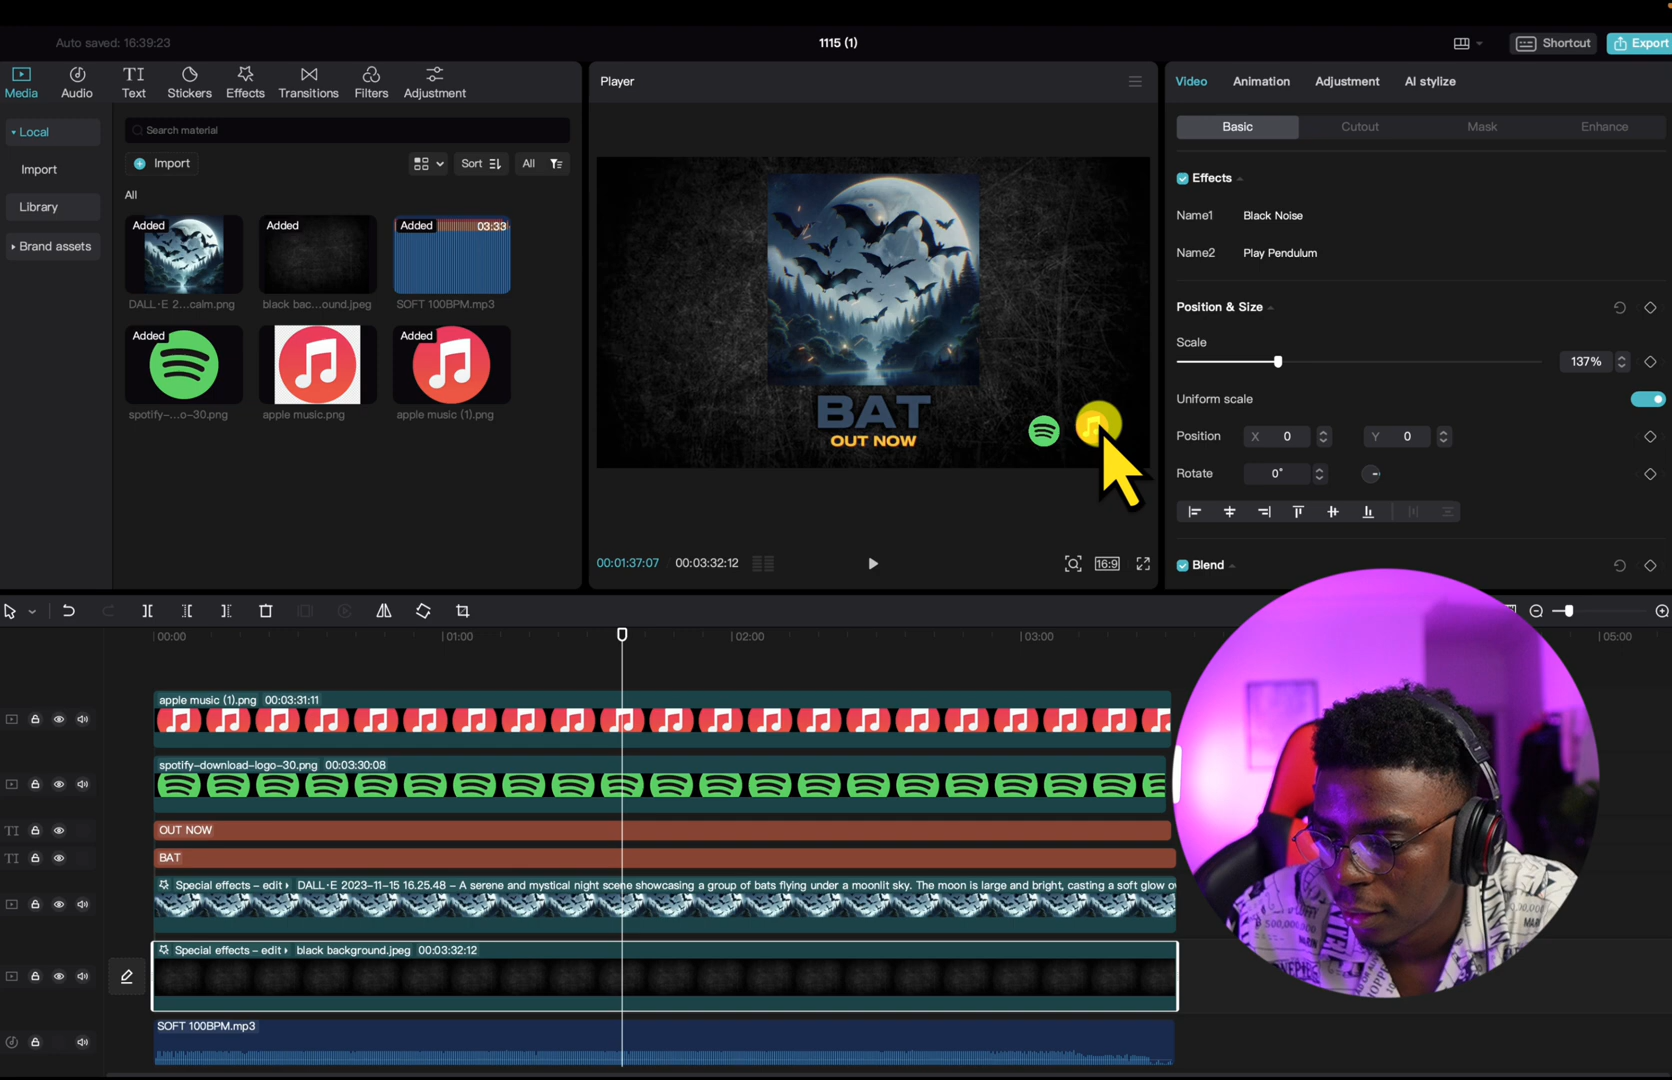 Auto saved: 16:39:23
1115 (1)
Shortcut
Export
Media
Audio
Text
Stickers
Effects
Transitions
Filters
Adjustment
Local
Import
Library
Brand assets
Search material
Import
Sort
All
All
Added
DALL·E 2...calm.png
Added
black bac...ound.jpeg
Added
03:33
SOFT 100BPM.mp3
Added
spotify-...o-30.png
apple music.png
Added
apple music (1).png
Player
BAT
OUT NOW
00:01:37:07
00:03:32:12
16:9
Video
Animation
Adjustment
AI stylize
Basic
Cutout
Mask
Enhance
Effects
Name1 Black Noise
Name2 Play Pendulum
Position & Size
Scale
137%
Uniform scale
Position X 0 Y 0
Rotate 0°
Blend
00:00
01:00
02:00
03:00
05:00
apple music (1).png 00:03:31:11
spotify-download-logo-30.png 00:03:30:08
TI OUT NOW
TI BAT
Special effects – edit DALL·E 2023-11-15 16.25.48 – A serene and mystical night scene showcasing a group of bats flying under a moonlit sky. The moon is large and bright, casting a soft glow
Special effects – edit black background.jpeg 00:03:32:12
SOFT 100BPM.mp3
500,000,000